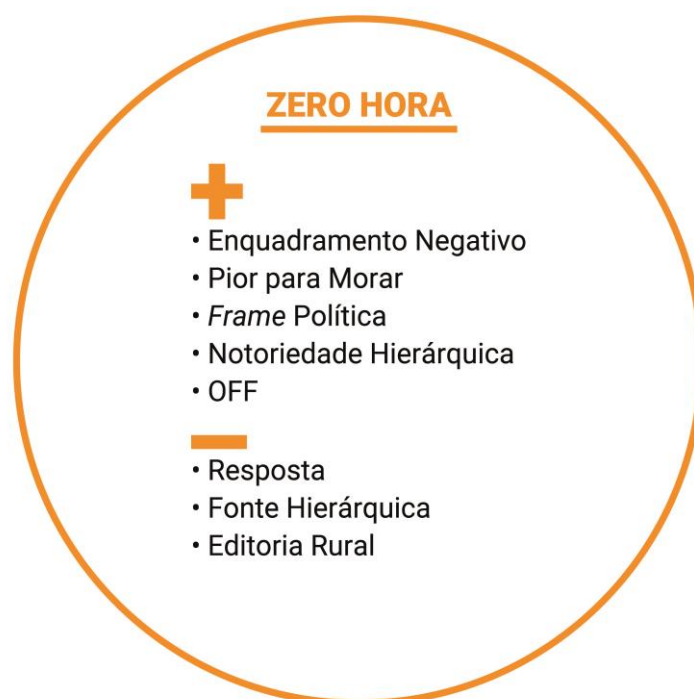 ZERO HORA
+
• Enquadramento Negativo
• Pior para Morar
• Frame Política
• Notoriedade Hierárquica
• OFF
–
• Resposta
• Fonte Hierárquica
• Editoria Rural